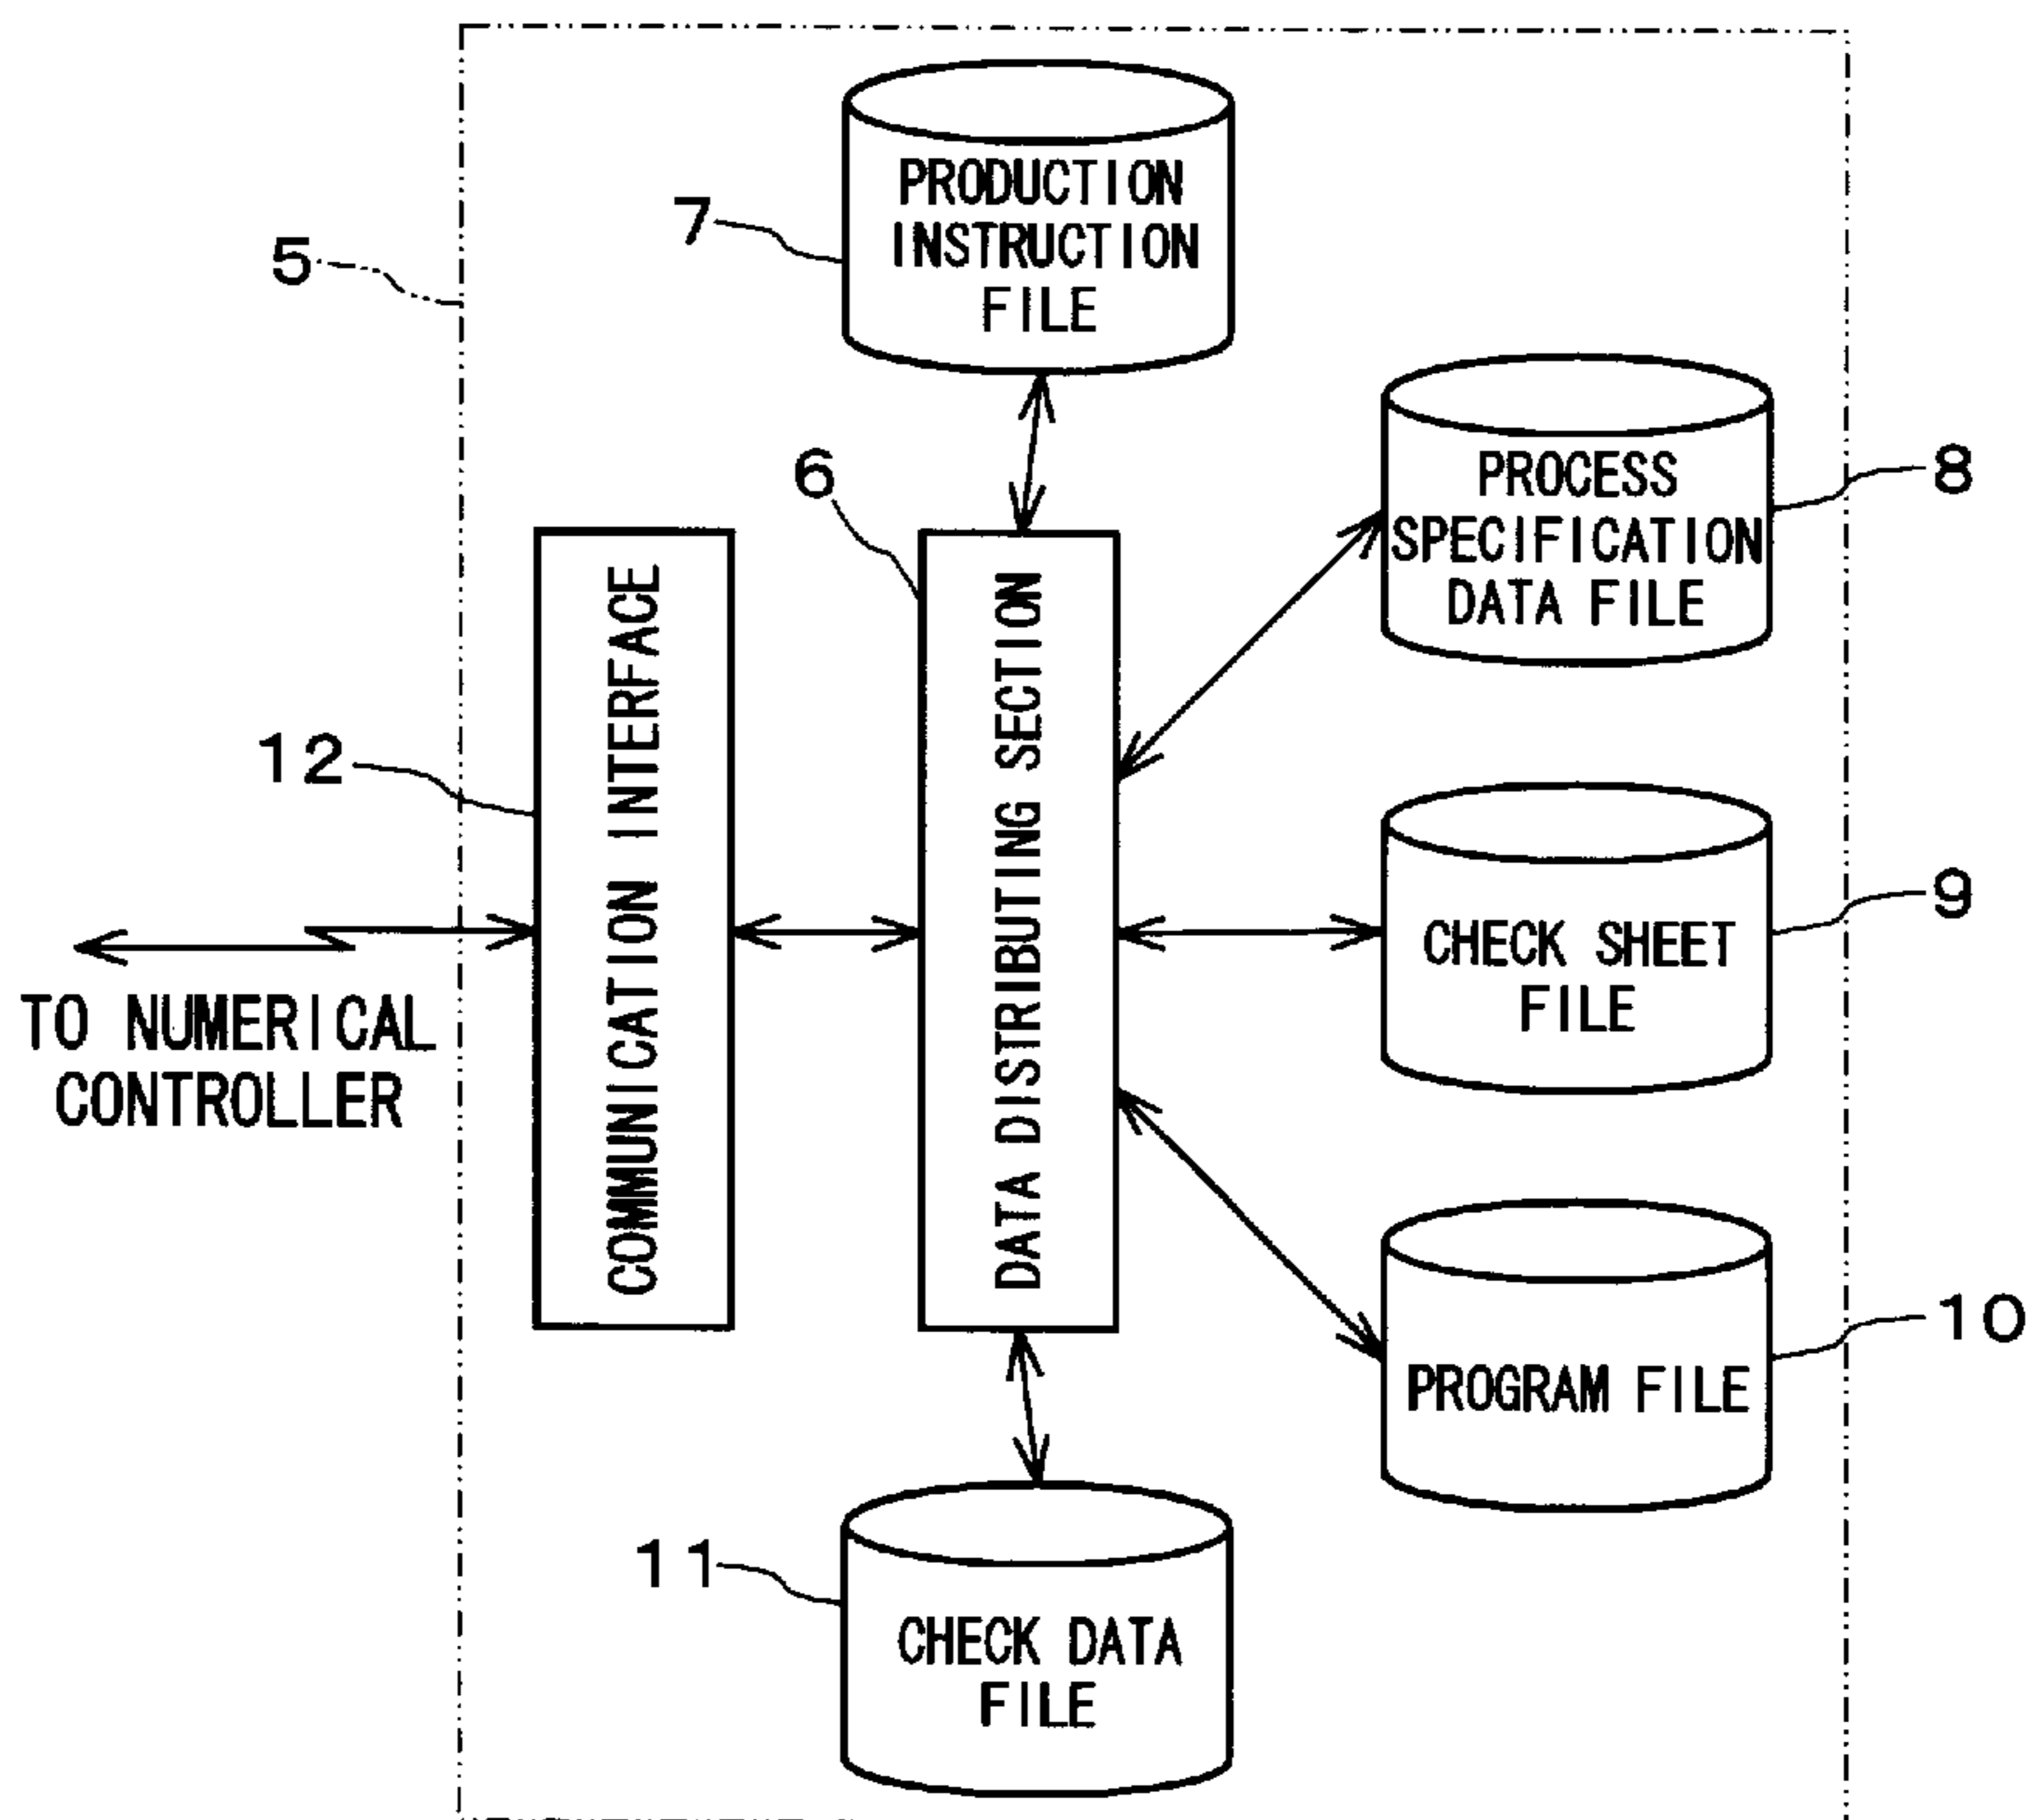 7
PRODUCTION
INSTRUCTION
FILE
5
6
PROCESS
SPECIFICATION
DATA FILE
8
12
COMMUNICATION INTERFACE
DATA DISTRIBUTING SECTION
CHECK SHEET
FILE
9
TO NUMERICAL
CONTROLLER
PROGRAM FILE
10
11
CHECK DATA
FILE